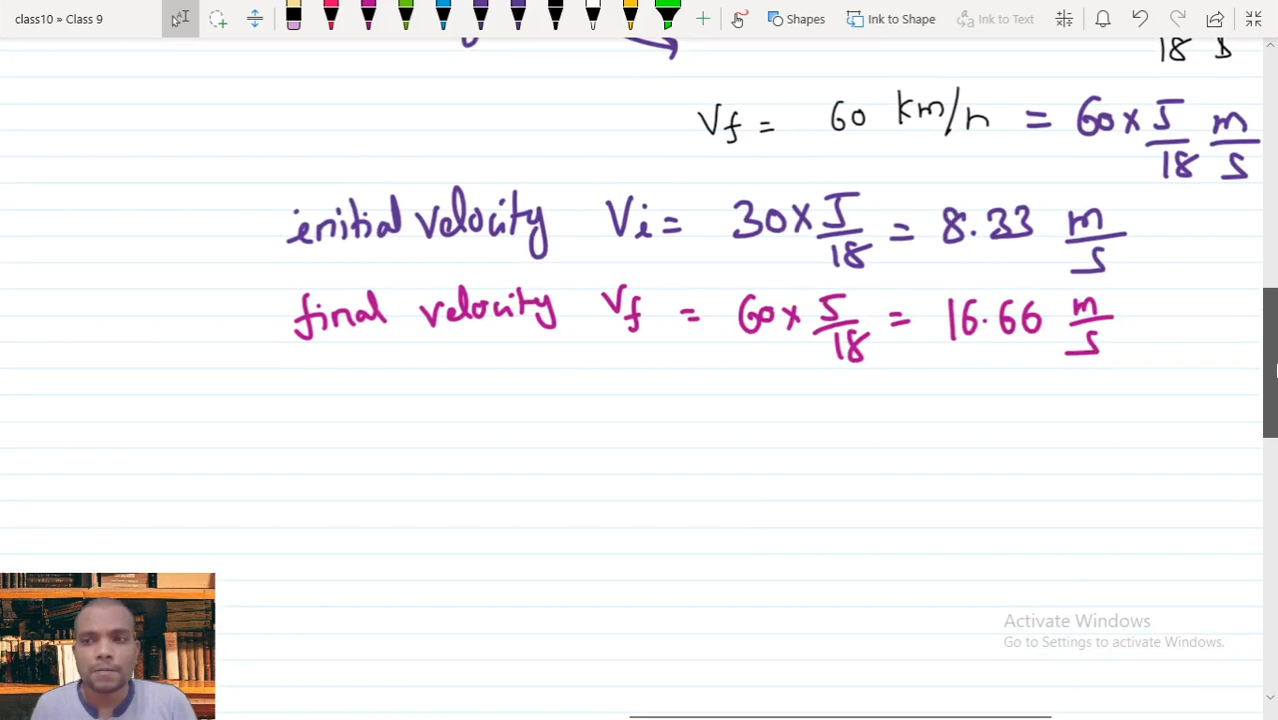 class10 » Class 9
Shapes
Ink to Shape
Ink to Text
18 s
Vf = 60 km/h = 60 × 5/18 m/s
initial velocity Vi = 30 × 5/18 = 8.33 m/s
final velocity Vf = 60 × 5/18 = 16.66 m/s
Activate Windows
Go to Settings to activate Windows.